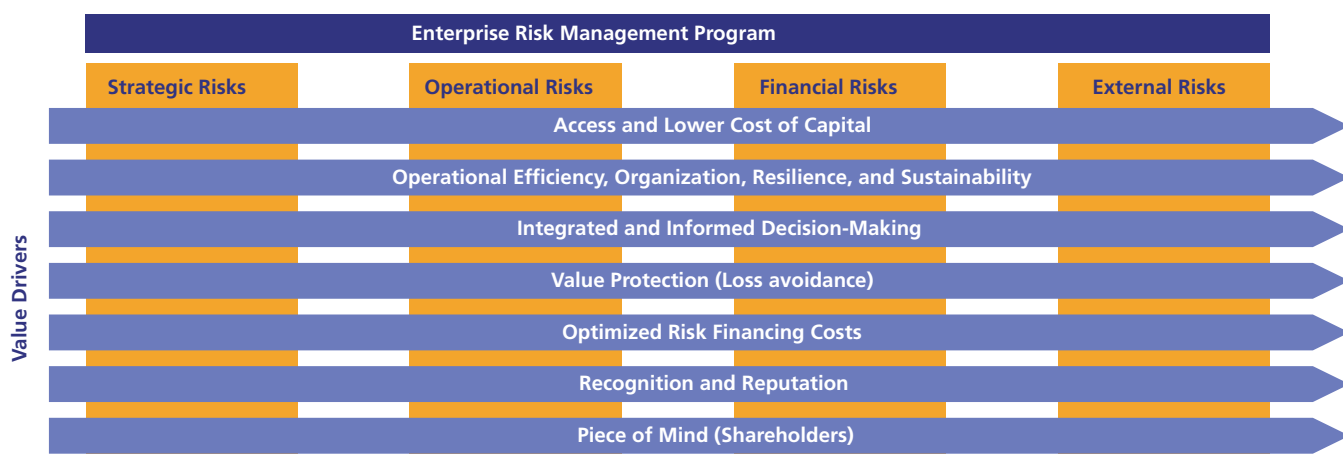 Enterprise Risk Management Program
Strategic Risks
Operational Risks
Financial Risks
External Risks
Access and Lower Cost of Capital
Operational Efficiency, Organization, Resilience, and Sustainability
Integrated and Informed Decision-Making
Value Protection (Loss avoidance)
Optimized Risk Financing Costs
Recognition and Reputation
Piece of Mind (Shareholders)
Value Drivers